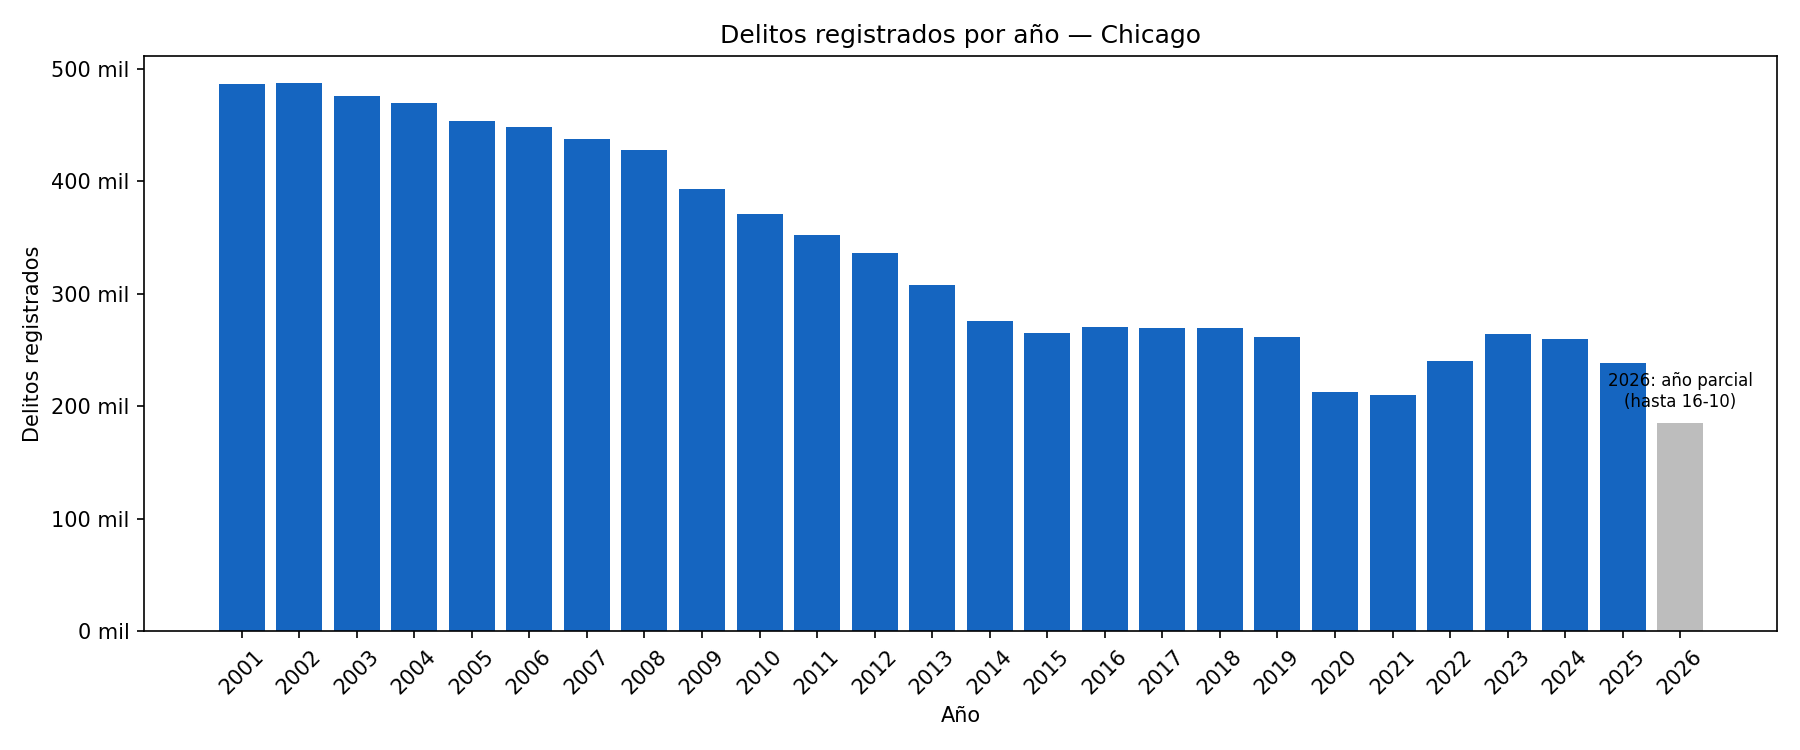 Delitos registrados por año — Chicago
Delitos registrados
500 mil
400 mil
300 mil
200 mil
100 mil
0 mil
2026: año parcial
(hasta 16-10)
2001
2002
2003
2004
2005
2006
2007
2008
2009
2010
2011
2012
2013
2014
2015
2016
2017
2018
2019
2020
2021
2022
2023
2024
2025
2026
Año